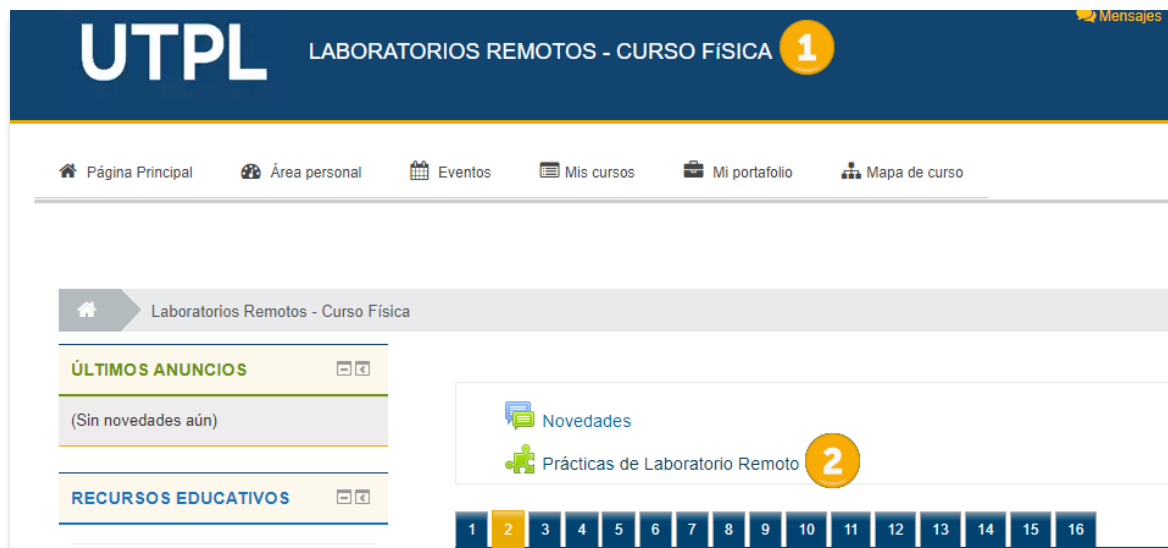 Mensajes
UTPL LABORATORIOS REMOTOS - CURSO FíSICA 1
Página Principal Área personal Eventos Mis cursos Mi portafolio Mapa de curso
Laboratorios Remotos - Curso Física
ÚLTIMOS ANUNCIOS
(Sin novedades aún)
Novedades
Prácticas de Laboratorio Remoto 2
RECURSOS EDUCATIVOS
1 2 3 4 5 6 7 8 9 10 11 12 13 14 15 16